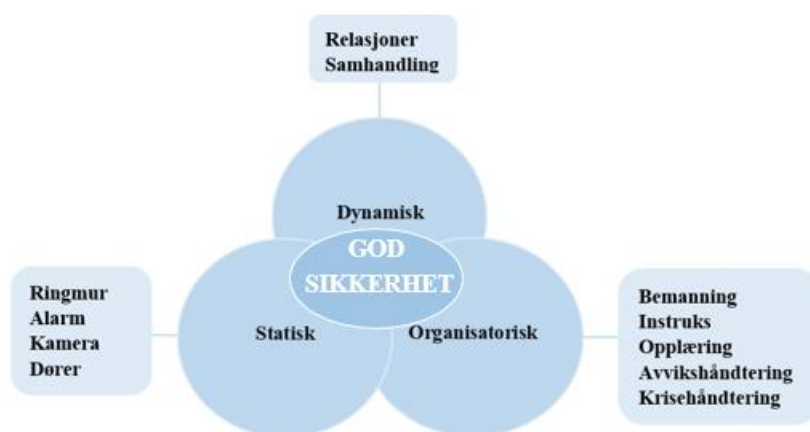 Relasjoner
Samhandling
Dynamisk
GOD
SIKKERHET
Ringmur
Alarm
Kamera
Dører
Statisk
Organisatorisk
Bemanning
Instruks
Opplæring
Avvikshåndtering
Krisehåndtering